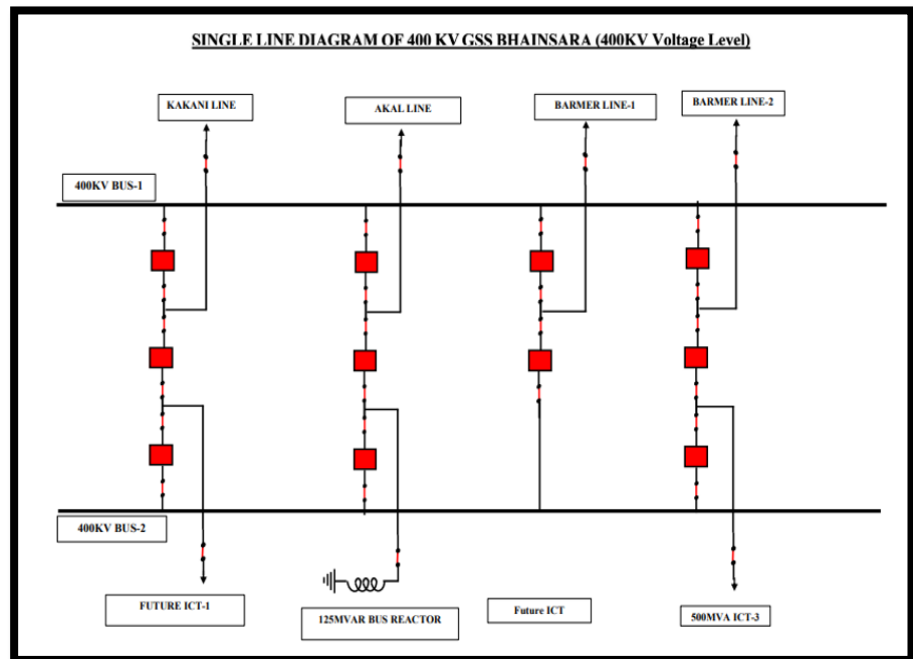 SINGLE LINE DIAGRAM OF 400 KV GSS BHAINSARA (400KV Voltage Level)
KAKANI LINE
AKAL LINE
BARMER LINE-1
BARMER LINE-2
400KV BUS-1
400KV BUS-2
FUTURE ICT-1
125MVAR BUS REACTOR
Future ICT
500MVA ICT-3